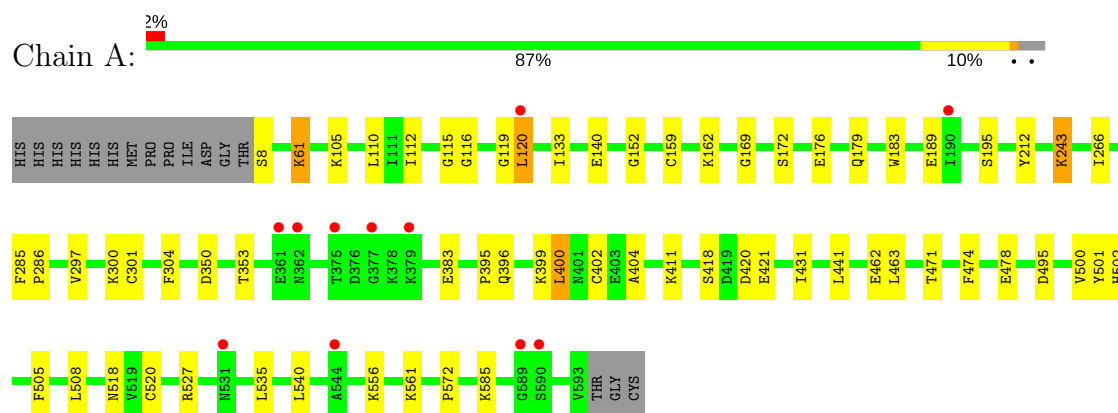 2%
Chain A:
87% 10% • •
HIS HIS HIS HIS HIS HIS MET PRO PRO ILE ASP GLY THR S8 K61 K105 L110 I111 I112 G115 G116 G119 L120 I133 E140 G152 C159 K162 G169 S172 E176 Q179 W183 E189 I190 S195 Y212 K243 I266
F285 P286 V297 K300 C301 F304 D350 T353 E361 N362 T375 D376 G377 K378 K379 E383 P395 Q396 K399 L400 N401 C402 E403 A404 K411 S418 D419 D420 E421 I431 L441 E462 L463 T471 F474 E478 D495 V500 Y501 H502
F505 L508 N518 V519 C520 R527 N531 L535 L540 A544 K556 K561 P572 K585 G589 S590 V593 THR GLY CYS